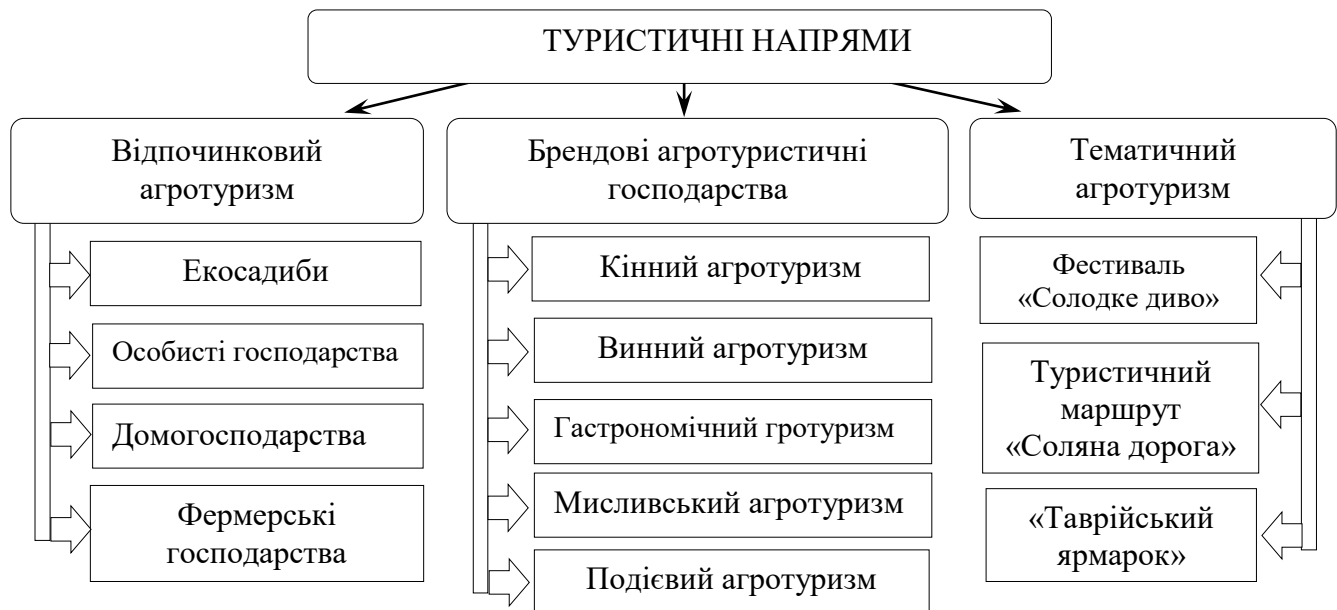 ТУРИСТИЧНІ НАПРЯМИ
Відпочинковий
агротуризм
Екосадиби
Особисті господарства
Домогосподарства
Фермерські
господарства
Брендові агротуристичні
господарства
Кінний агротуризм
Винний агротуризм
Гастрономічний гротуризм
Мисливський агротуризм
Подієвий агротуризм
Тематичний
агротуризм
Фестиваль
«Солодке диво»
Туристичний
маршрут
«Соляна дорога»
«Таврійський
ярмарок»